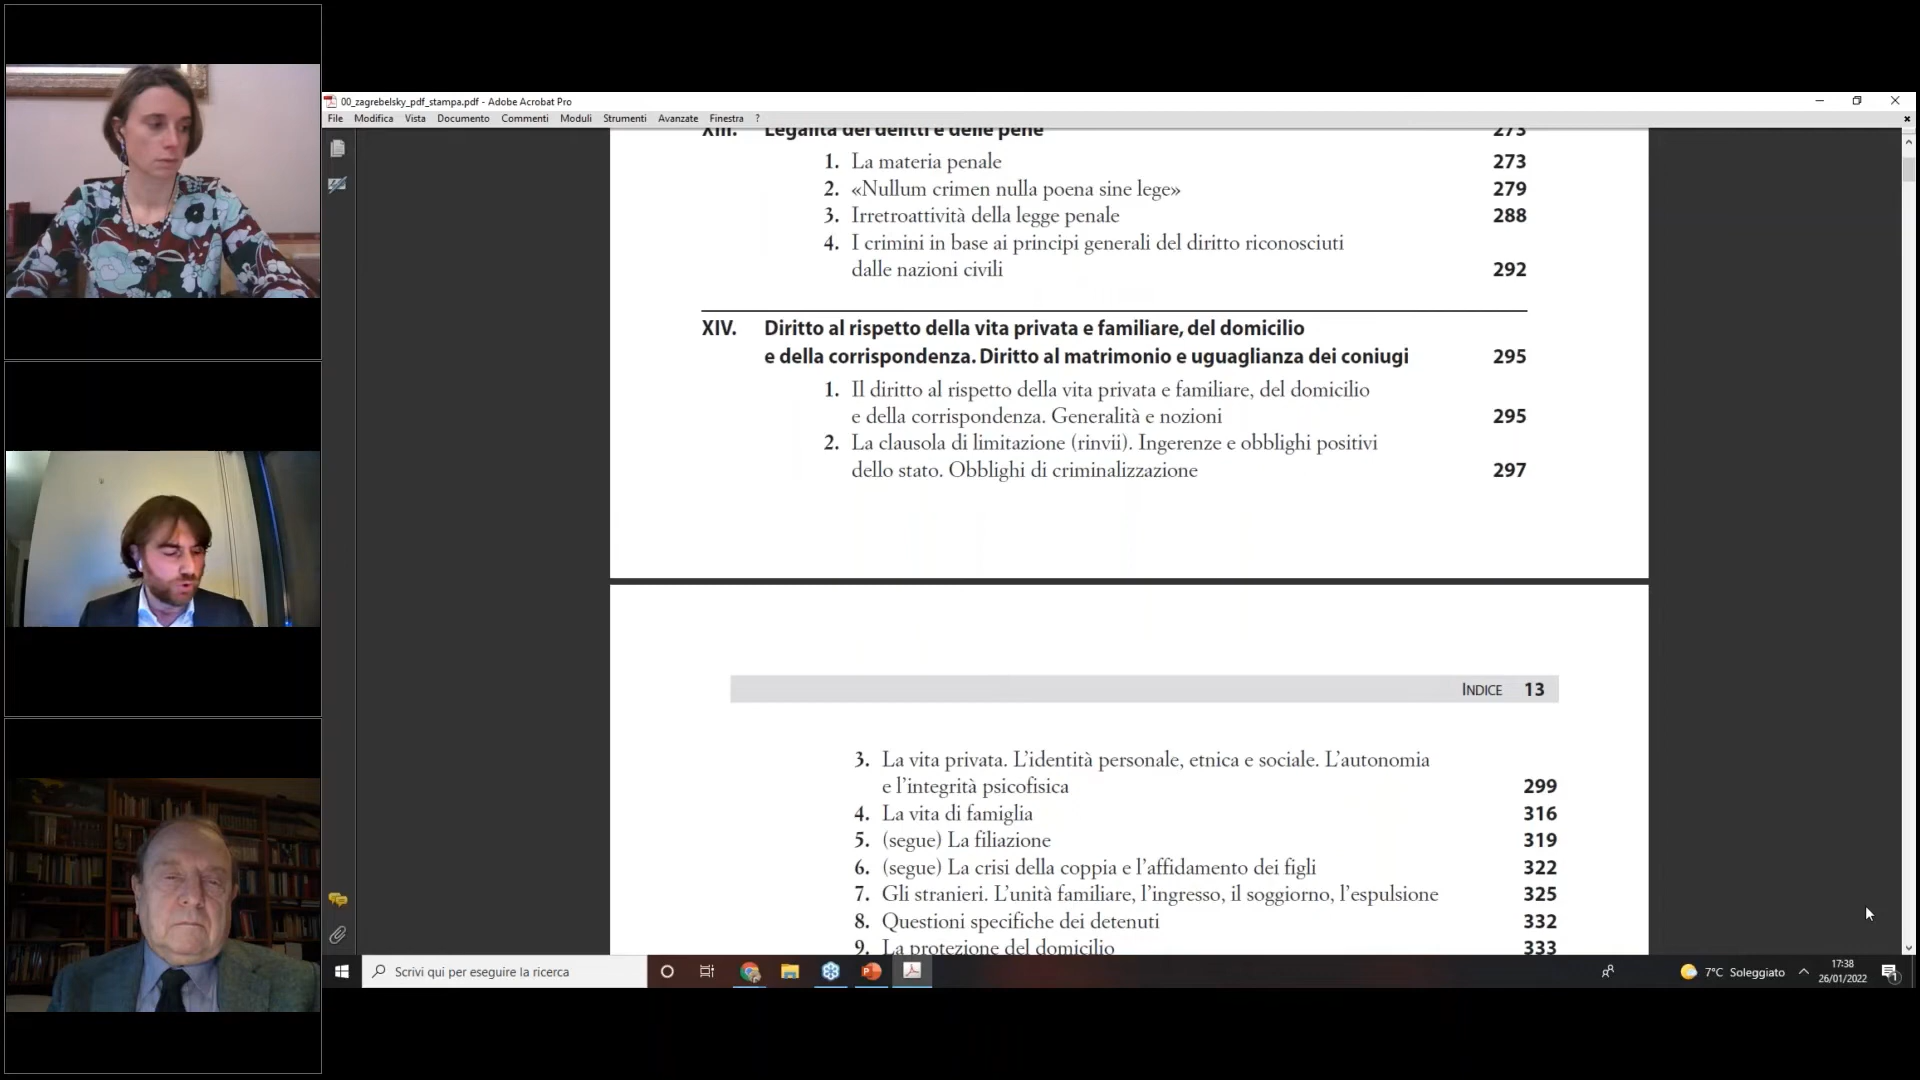 00_zagrebelsky_pdf_stampa.pdf - Adobe Acrobat Pro
File Modifica Vista Documento Commenti Moduli Strumenti Avanzate Finestra ?
XIII. Legalità dei delitti e delle pene 273
1. La materia penale 273
2. «Nullum crimen nulla poena sine lege» 279
3. Irretroattività della legge penale 288
4. I crimini in base ai principi generali del diritto riconosciuti
dalle nazioni civili 292
XIV. Diritto al rispetto della vita privata e familiare, del domicilio
e della corrispondenza. Diritto al matrimonio e uguaglianza dei coniugi 295
1. Il diritto al rispetto della vita privata e familiare, del domicilio
e della corrispondenza. Generalità e nozioni 295
2. La clausola di limitazione (rinvii). Ingerenze e obblighi positivi
dello stato. Obblighi di criminalizzazione 297
INDICE 13
3. La vita privata. L'identità personale, etnica e sociale. L'autonomia
e l'integrità psicofisica 299
4. La vita di famiglia 316
5. (segue) La filiazione 319
6. (segue) La crisi della coppia e l'affidamento dei figli 322
7. Gli stranieri. L'unità familiare, l'ingresso, il soggiorno, l'espulsione 325
8. Questioni specifiche dei detenuti 332
9. La protezione del domicilio 333
Scrivi qui per eseguire la ricerca
7°C Soleggiato
17:38
26/01/2022
1